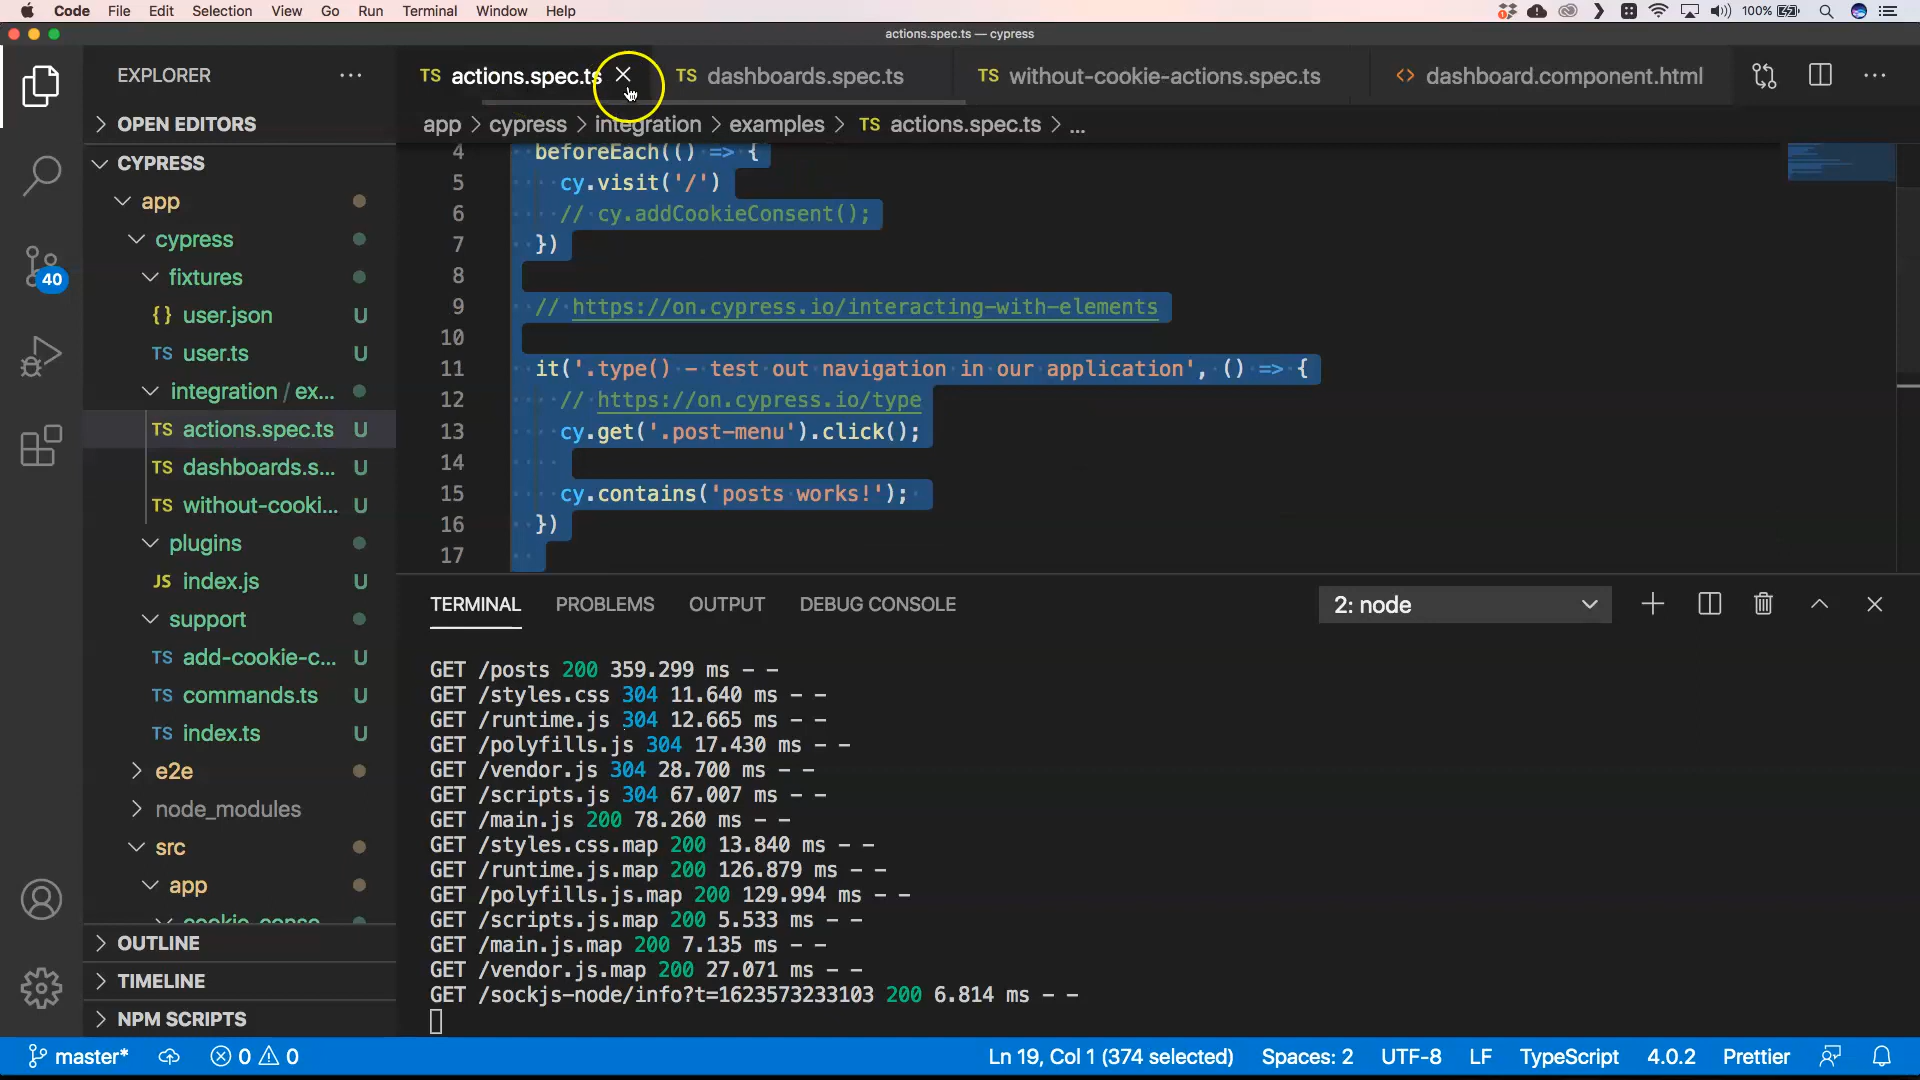 Code File Edit Selection View Go Run Terminal Window Help 100%
actions.spec.ts — cypress
EXPLORER
OPEN EDITORS
CYPRESS
app
cypress
fixtures
{} user.json U
TS user.ts U
integration / ex...
TS actions.spec.ts U
TS dashboards.s... U
TS without-cooki... U
plugins
JS index.js U
support
TS add-cookie-c... U
TS commands.ts U
TS index.ts U
e2e
node_modules
src
app
OUTLINE
TIMELINE
NPM SCRIPTS
40
TS actions.spec.ts TS dashboards.spec.ts TS without-cookie-actions.spec.ts <> dashboard.component.html
app > cypress > integration > examples > TS actions.spec.ts > ...
4 beforeEach(() => {
5 cy.visit('/')
6 // cy.addCookieConsent();
7 })
8
9 // https://on.cypress.io/interacting-with-elements
10
11 it('.type() - test out navigation in our application', () => {
12 // https://on.cypress.io/type
13 cy.get('.post-menu').click();
14
15 cy.contains('posts works!');
16 })
17
TERMINAL PROBLEMS OUTPUT DEBUG CONSOLE 2: node
GET /posts 200 359.299 ms - -
GET /styles.css 304 11.640 ms - -
GET /runtime.js 304 12.665 ms - -
GET /polyfills.js 304 17.430 ms - -
GET /vendor.js 304 28.700 ms - -
GET /scripts.js 304 67.007 ms - -
GET /main.js 200 78.260 ms - -
GET /styles.css.map 200 13.840 ms - -
GET /runtime.js.map 200 126.879 ms - -
GET /polyfills.js.map 200 129.994 ms - -
GET /scripts.js.map 200 5.533 ms - -
GET /main.js.map 200 7.135 ms - -
GET /vendor.js.map 200 27.071 ms - -
GET /sockjs-node/info?t=1623573233103 200 6.814 ms - -
master* 0 0 Ln 19, Col 1 (374 selected) Spaces: 2 UTF-8 LF TypeScript 4.0.2 Prettier